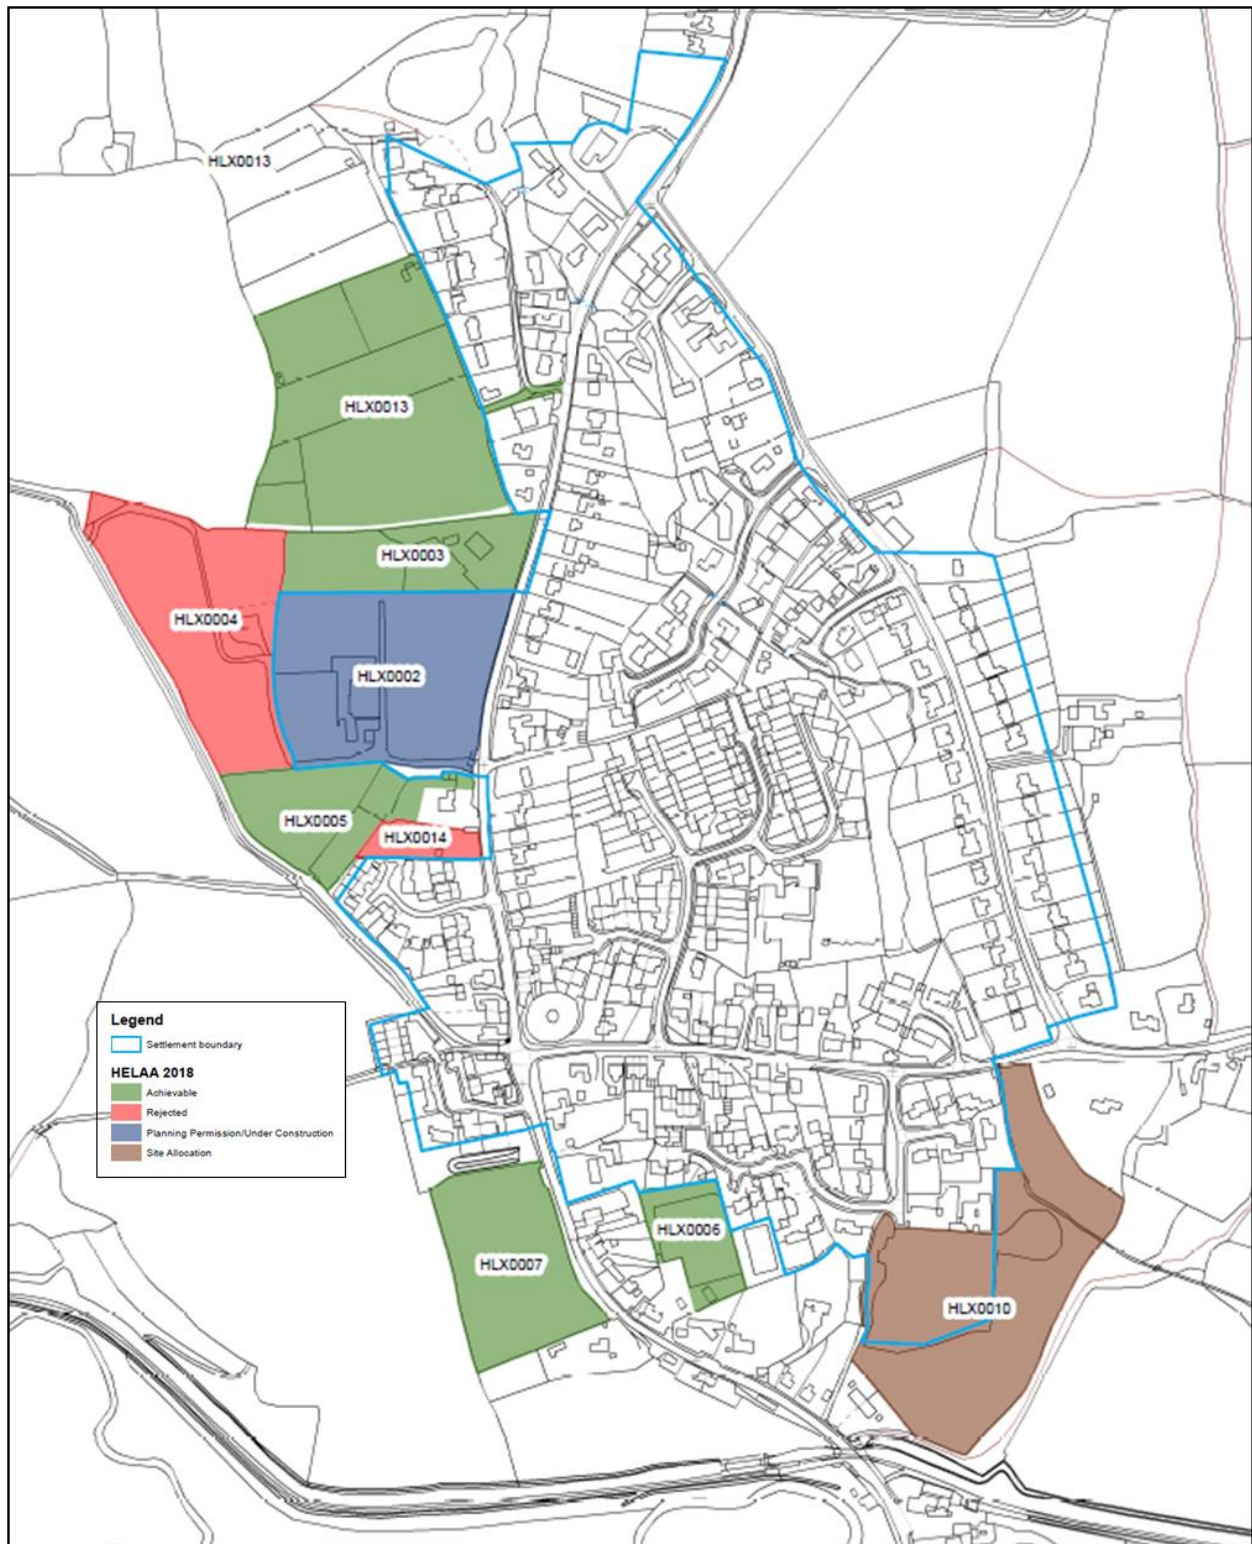 HLX0013
HLX0013
HLX0003
HLX0004
HLX0002
HLX0005
HLX0014
Legend
Settlement boundary
HELAA 2018
Achievable
Rejected
Planning Permission/Under Construction
Site Allocation
HLX0006
HLX0007
HLX0010